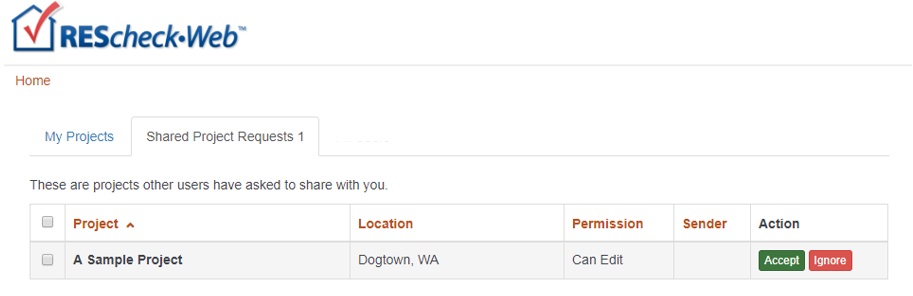 REScheck•Web™
Home
My Projects
Shared Project Requests 1
These are projects other users have asked to share with you.
Project
Location
Permission
Sender
Action
A Sample Project
Dogtown, WA
Can Edit
Accept
Ignore